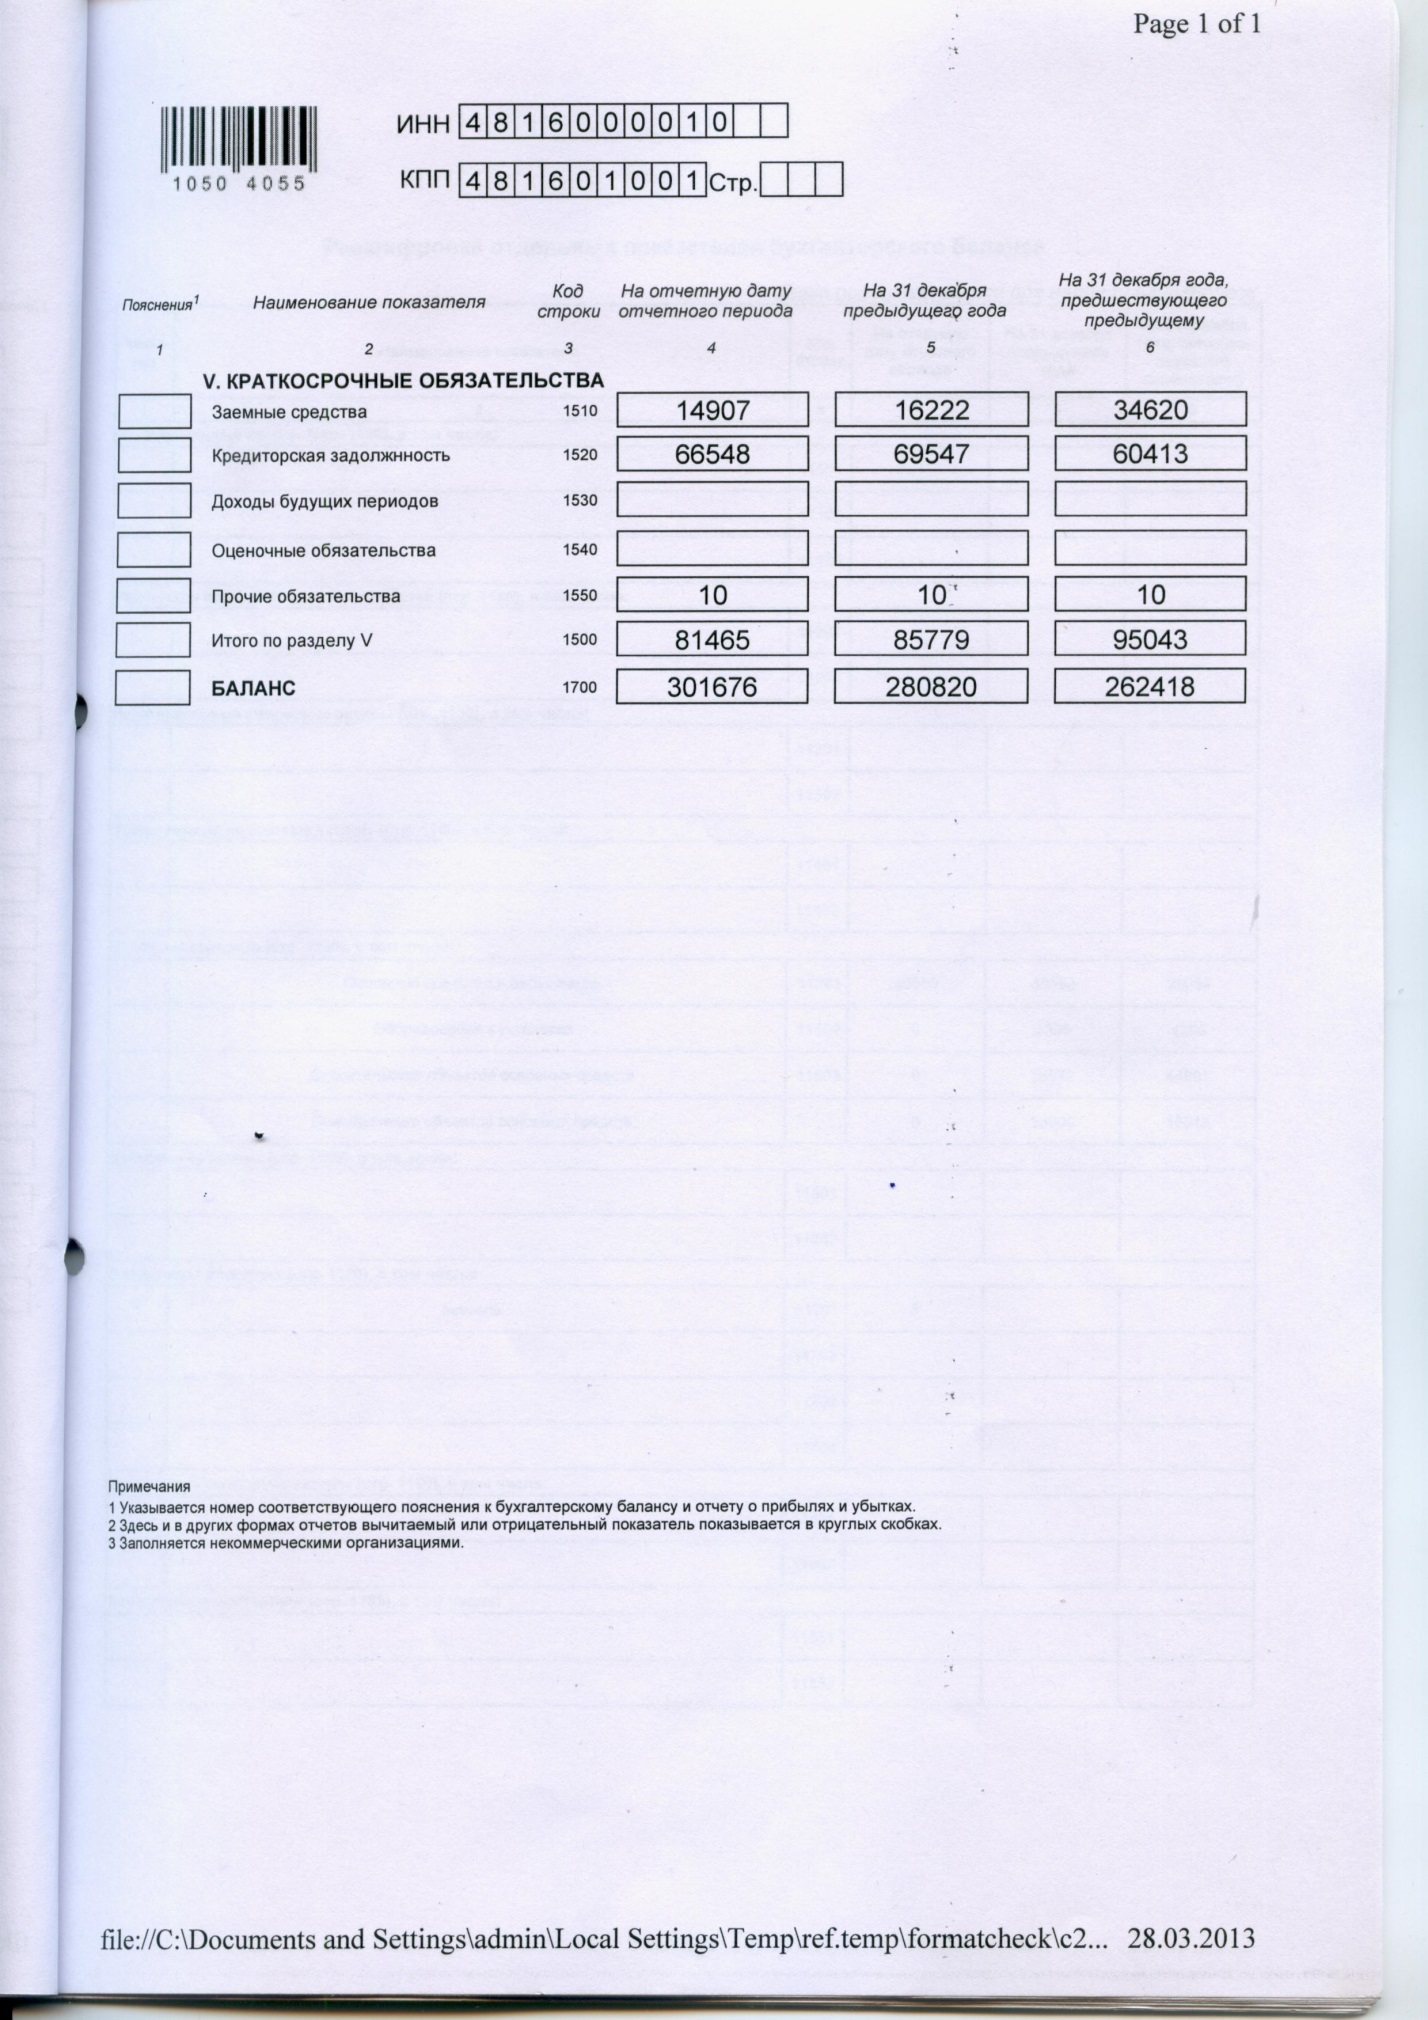 Page 1 of 1
ИНН 4816000010
1050 4055
КПП 481601001 Стр.
Пояснения1 Наименование показателя Код строки На отчетную дату отчетного периода На 31 декабря предыдущего года На 31 декабря года, предшествующего предыдущему
1 2 3 4 5 6
V. КРАТКОСРОЧНЫЕ ОБЯЗАТЕЛЬСТВА
Заемные средства 1510 14907 16222 34620
Кредиторская задолжнность 1520 66548 69547 60413
Доходы будущих периодов 1530
Оценочные обязательства 1540
Прочие обязательства 1550 10 10 10
Итого по разделу V 1500 81465 85779 95043
БАЛАНС 1700 301676 280820 262418
Примечания
1 Указывается номер соответствующего пояснения к бухгалтерскому балансу и отчету о прибылях и убытках.
2 Здесь и в других формах отчетов вычитаемый или отрицательный показатель показывается в круглых скобках.
3 Заполняется некоммерческими организациями.
file://C:\Documents and Settings\admin\Local Settings\Temp\ref.temp\formatcheck\c2... 28.03.2013